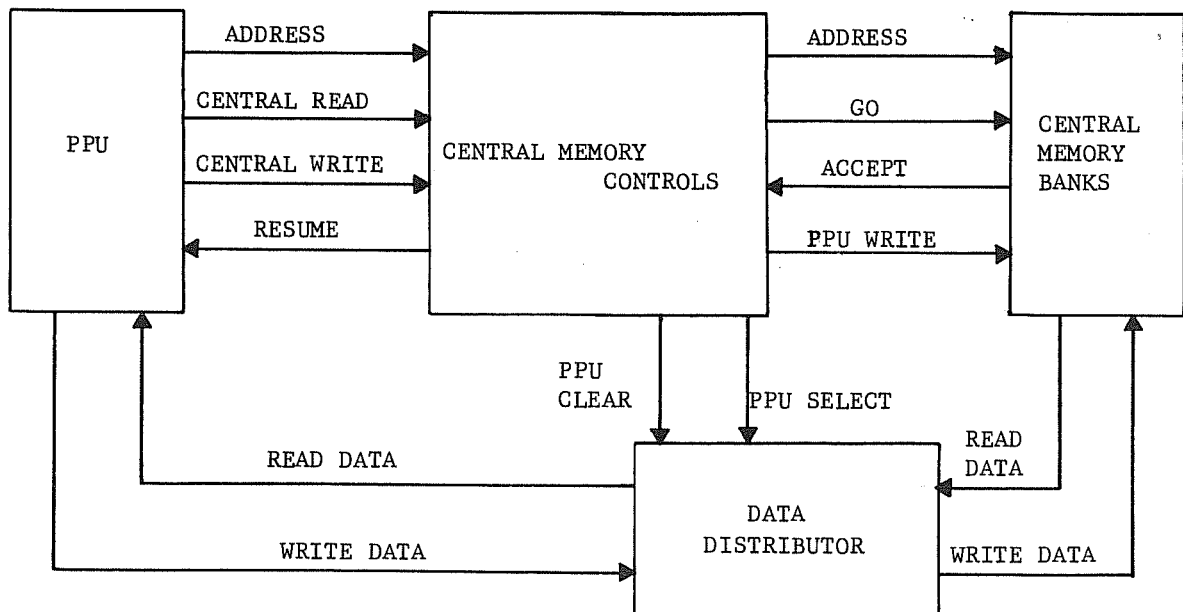 PPU
ADDRESS
CENTRAL READ
CENTRAL WRITE
RESUME
CENTRAL MEMORY
CONTROLS
ADDRESS
GO
ACCEPT
PPU WRITE
CENTRAL
MEMORY
BANKS
PPU
CLEAR
PPU SELECT
READ
DATA
READ DATA
WRITE DATA
DATA
DISTRIBUTOR
WRITE DATA